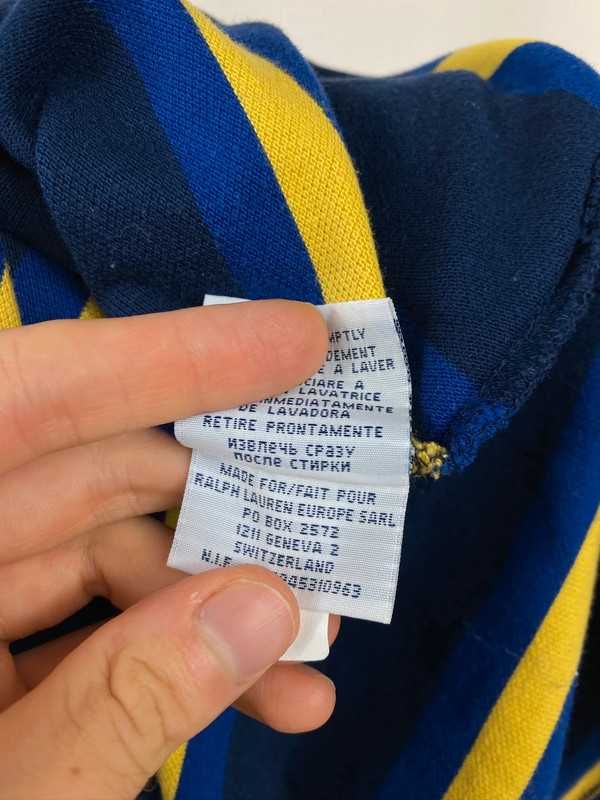 MPTLY
DEMENT
E A LAVER
CIARE A
LAVATRICE
INMEDIATAMENTE
DE LAVADORA
RETIRE PRONTAMENTE
ИЗВЛЕЧЬ СРАЗУ
ПОСЛЕ СТИРКИ
MADE FOR/FAIT POUR
RALPH LAUREN EUROPE SARL
PO BOX 2572
1211 GENEVA 2
SWITZERLAND
N.I.F.